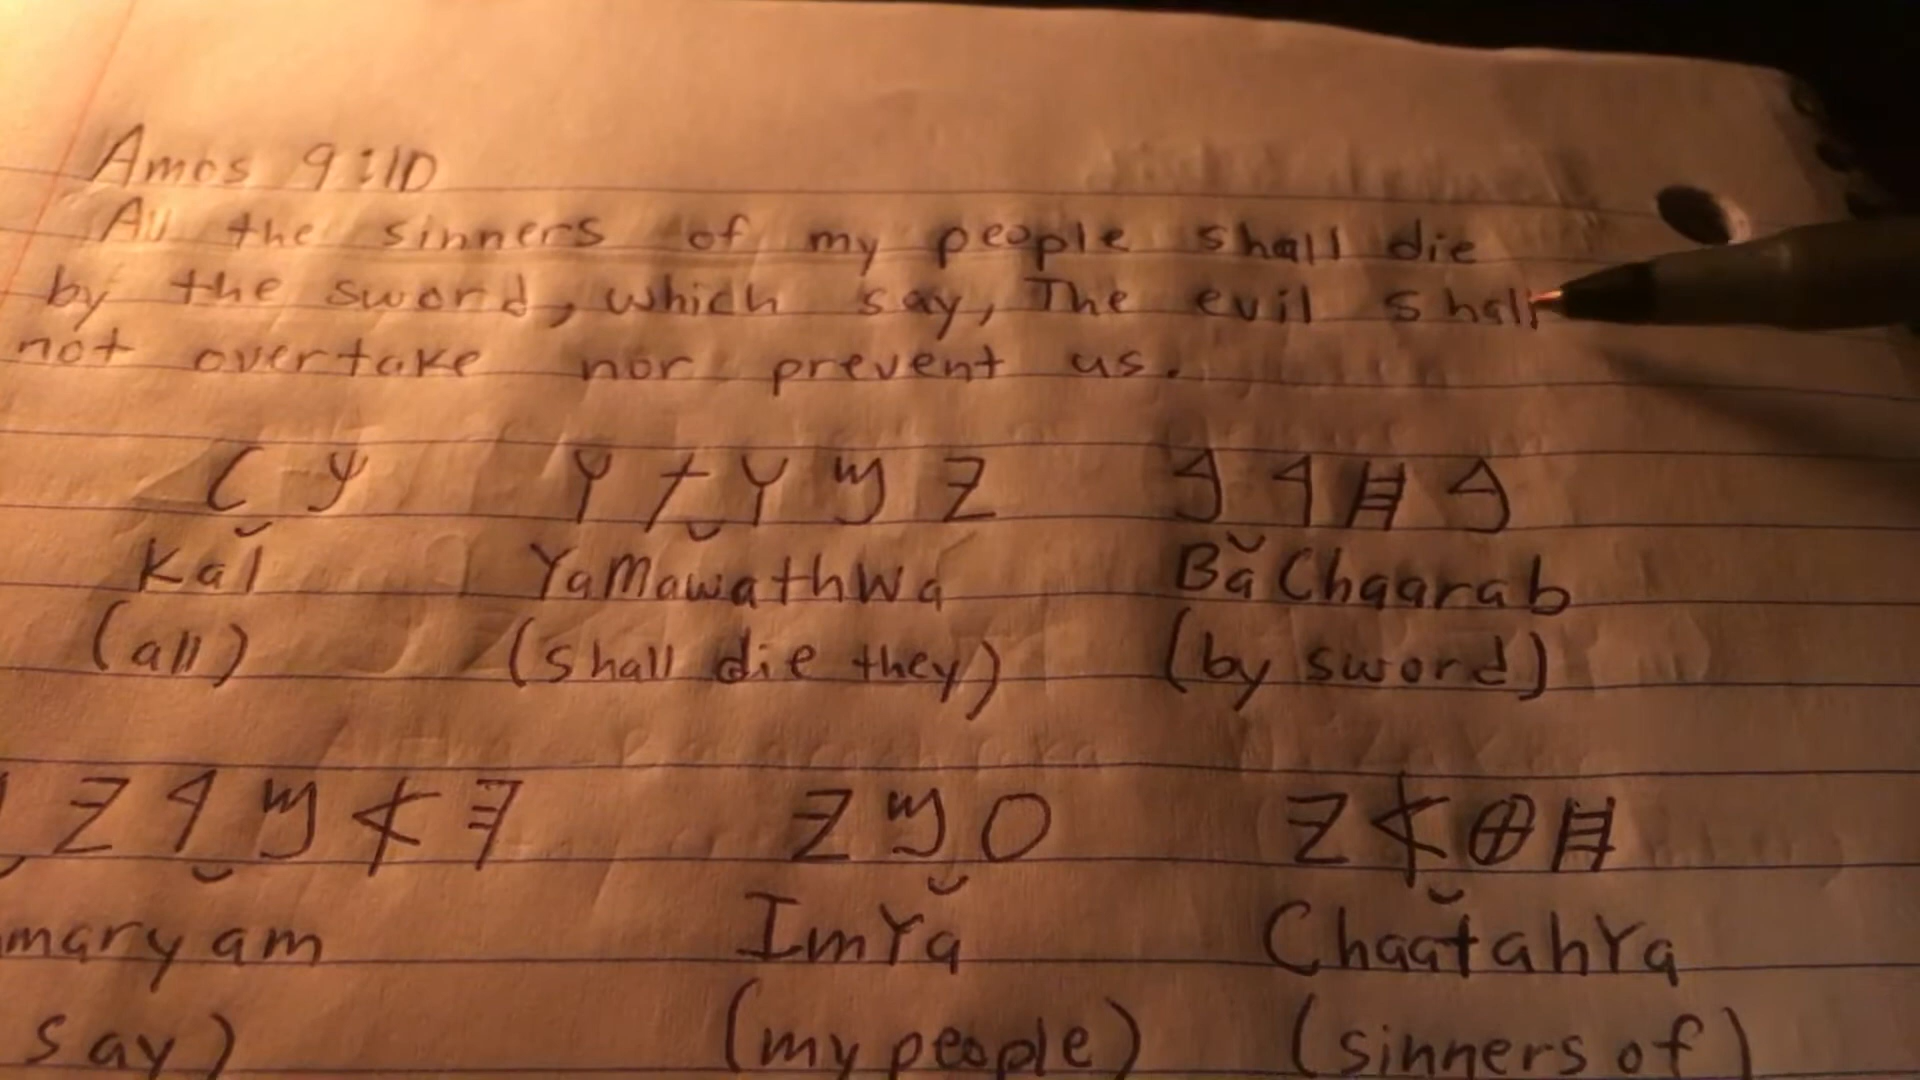 Amos 9:10
All the sinners of my people shall die
by the sword, which say, The evil shall
not overtake nor prevent us.
𐤋 𐤊 𐤅 𐤕 𐤅 𐤌 𐤉 𐤁 𐤓 𐤇 𐤁
Kăl YaMawăthWa BăChaarab
(all) (shall die they) (by sword)
𐤉 𐤓 𐤌 𐤀 𐤄 𐤉 𐤌 𐤏 𐤉 𐤀 𐤈 𐤇
maryam ImYă ChaatahYa
say) (my people) (sinners of)